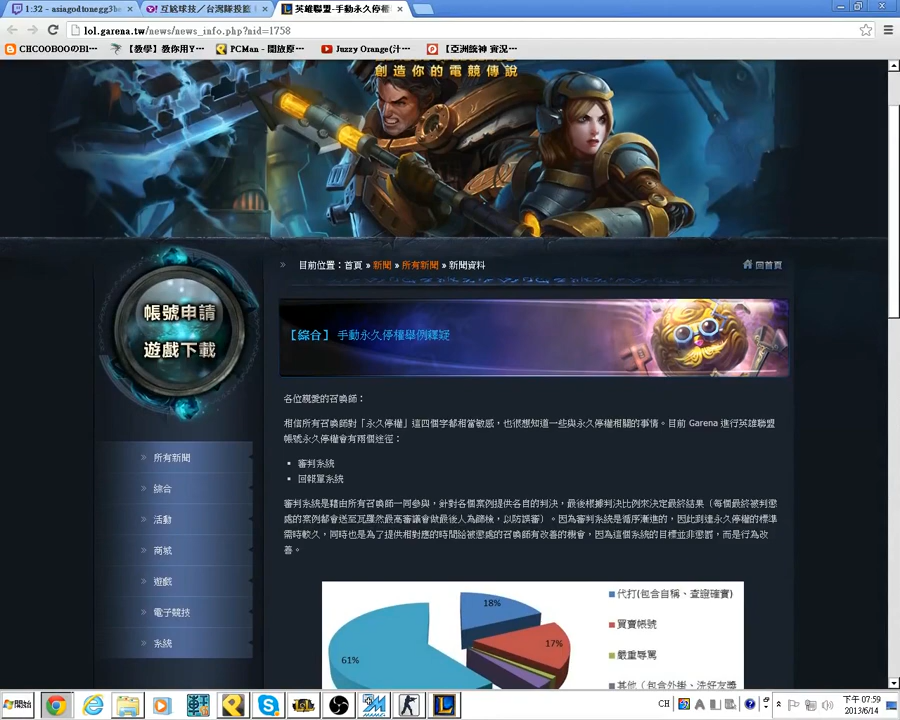 1:32 - asiagodtonegg3be
互尬球技／台灣隊投籃
英雄聯盟-手動永久停權
lol.garena.tw/news/news_info.php?nid=1758
CHCOOBOO的Bl⋯
【教學】教你用Y⋯
PCMan - 開放原⋯
Juzzy Orange(汁⋯
【亞洲統神 實況⋯
創造你的電競傳說
目前位置：首頁 » 新聞 » 所有新聞 » 新聞資料
回首頁
帳號申請
遊戲下載
［綜合］ 手動永久停權舉例釋疑
各位親愛的召喚師：
相信所有召喚師對「永久停權」這四個字都相當敏感，也很想知道一些與永久停權相關的事情。目前 Garena 進行英雄聯盟
帳號永久停權會有兩個途徑：
審判系統
回報單系統
審判系統是藉由所有召喚師一同參與，針對各個案例提供各自的判決，最後根據判決比例來決定最終結果（每個最終被判懲
處的案例都會送至瓦羅然最高審議會做最後人為篩檢，以防誤審）。因為審判系統是循序漸進的，因此到達永久停權的標準
需時較久，同時也是為了提供相對應的時間給被懲處的召喚師有改善的機會，因為這個系統的目標並非懲罰，而是行為改
善。
所有新聞
綜合
活動
商城
遊戲
電子競技
系統
18%
17%
61%
代打(包含自稱、查證確實)
買賣帳號
嚴重辱罵
其他（包含外掛、洗好友獎
開始
CH
下午 07:59
2013/6/14